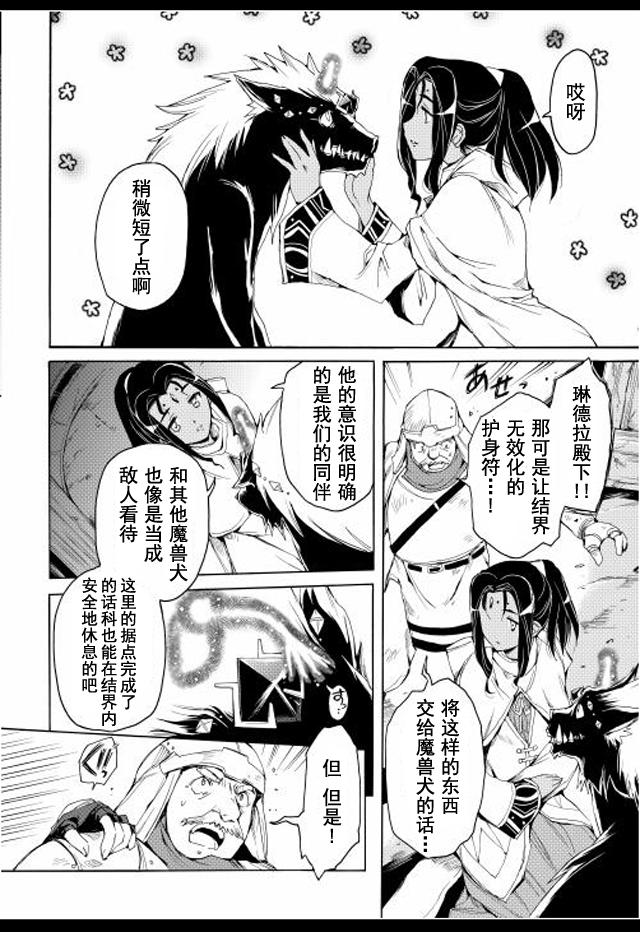 哎呀
稍微短了点啊
琳德拉殿下!!
あせっ
那可是让结界
无效化的
护身符…!
将这样的东西
交给魔兽犬的话…
他的意识很明确
的是我们的同伴
和其他魔兽犬
也像是当成
敌人看待
这里的据点完成了
的话科也能在结界内
安全地休息的吧
すっ
但 但是!